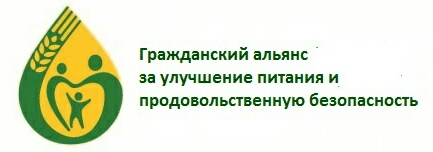 Гражданский альянс
за улучшение питания и
продовольственную безопасность